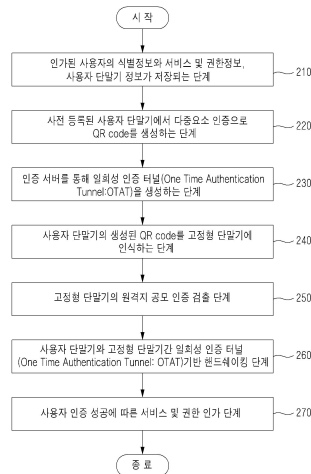 시 작
인가된 사용자의 식별정보와 서비스 및 권한정보,
사용자 단말기 정보가 저장되는 단계
210
사전 등록된 사용자 단말기에서 다중요소 인증으로
QR code를 생성하는 단계
220
인증 서버를 통해 일회성 인증 터널(One Time Authentication
Tunnel:OTAT)을 생성하는 단계
230
사용자 단말기의 생성된 QR code를 고정형 단말기에
인식하는 단계
240
고정형 단말기의 원격지 공모 인증 검출 단계
250
사용자 단말기와 고정형 단말기간 일회성 인증 터널
(One Time Authentication Tunnel: OTAT)기반 핸드쉐이킹 단계
260
사용자 인증 성공에 따른 서비스 및 권한 인가 단계
270
종 료